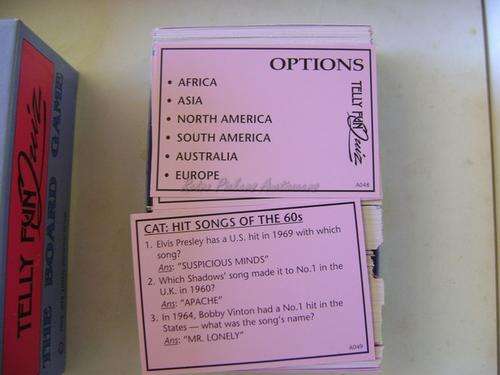 OPTIONS
• AFRICA
• ASIA
• NORTH AMERICA
• SOUTH AMERICA
• AUSTRALIA
• EUROPE
TELLY FUN Quiz
A048
CAT: HIT SONGS OF THE 60s
1. Elvis Presley has a U.S. hit in 1969 with which
song?
Ans: "SUSPICIOUS MINDS"
2. Which Shadows' song made it to No.1 in the
U.K. in 1960?
Ans: "APACHE"
3. In 1964, Bobby Vinton had a No.1 hit in the
States — what was the song's name?
Ans: "MR. LONELY"
A049
TELLY FUN Quiz
THE BOARD GAME